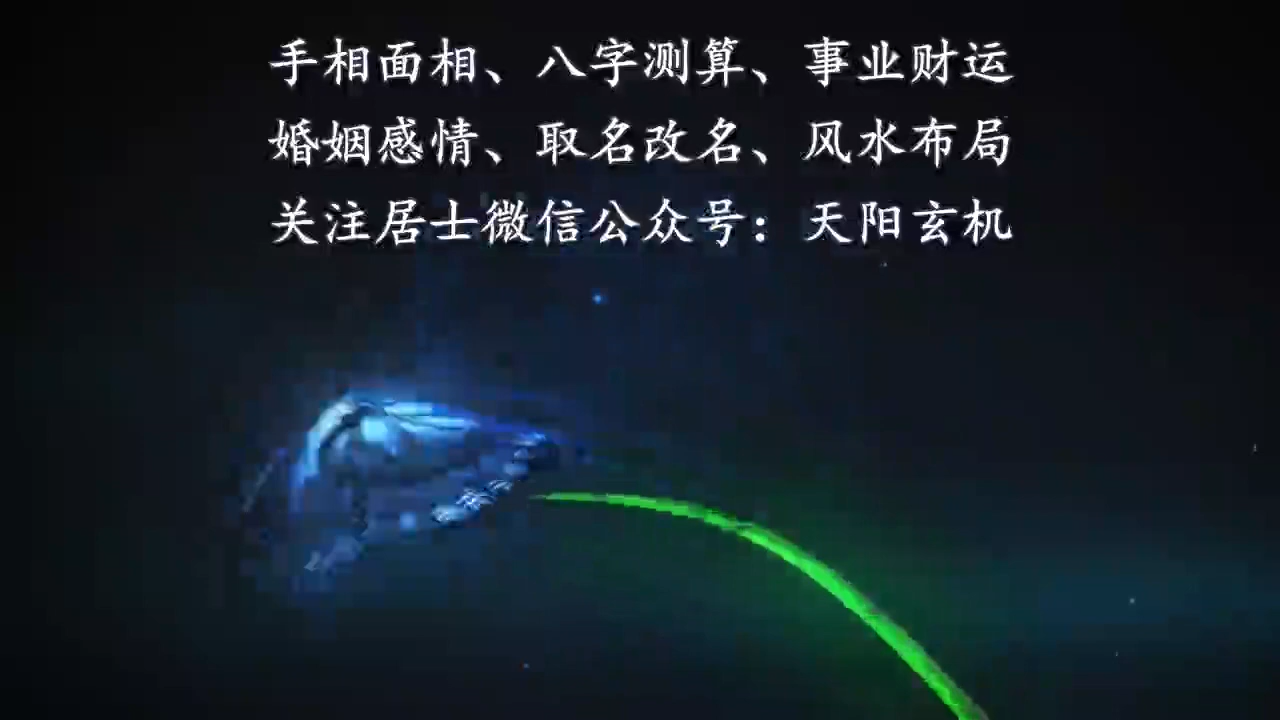 手相面相、八字测算、事业财运
婚姻感情、取名改名、风水布局
关注居士微信公众号：天阳玄机